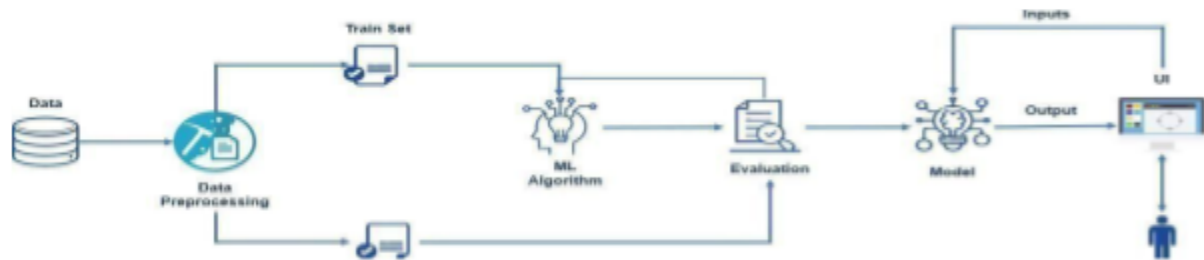 Inputs
Train Set
UI
Data
Output
ML
Algorithm
Evaluation
Model
Data
Preprocessing